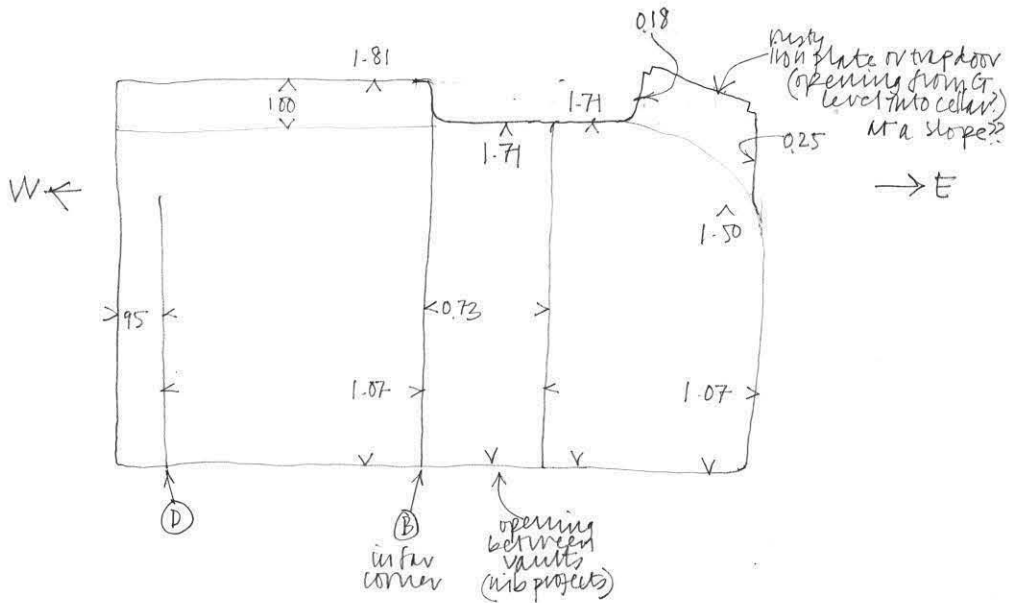 0.18
rusty
iron plate or trapdoor
(opening from G.
level into cellar?)
at a slope??
1.81
100
1.71
1.71
0.25
W
E
1.50
95
0.73
1.07
1.07
D
B
in far
corner
opening
between
vaults
(nib projects)